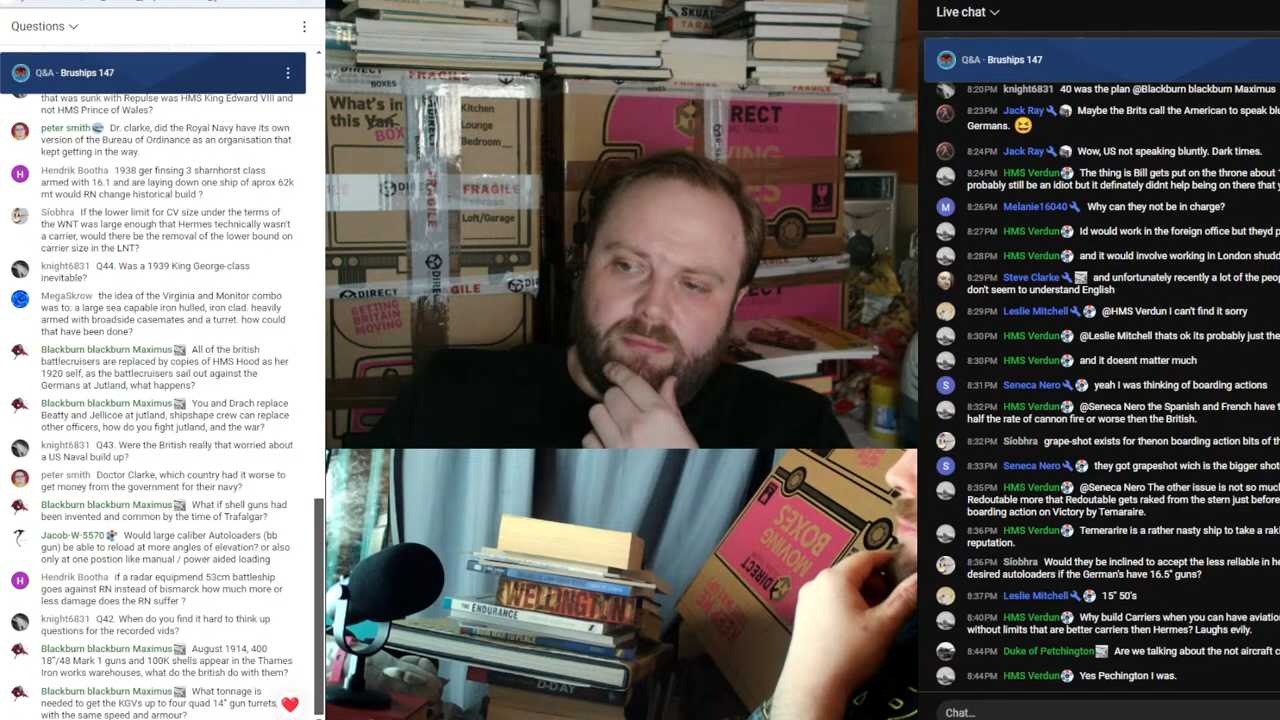 Questions
Q&A · Bruships 147
that was sunk with Repulse was HMS King Edward VIII and
not HMS Prince of Wales?
peter smith Dr. clarke, did the Royal Navy have its own
version of the Bureau of Ordinance as an organisation that
kept getting in the way.
Hendrik Bootha 1938 ger finsing 3 sharnhorst class
armed with 16.1 and are laying down one ship of aprox 62k
mt would RN change historical build ?
Síobhra If the lower limit for CV size under the terms of
the WNT was large enough that Hermes technically wasn't
a carrier, would there be the removal of the lower bound on
carrier size in the LNT?
knight6831 Q44. Was a 1939 King George-class
inevitable?
MegaSkrow the idea of the Virginia and Monitor combo
was to: a large sea capable iron hulled, iron clad. heavily
armed with broadside casemates and a turret. how could
that have been done?
Blackburn blackburn Maximus All of the british
battlecruisers are replaced by copies of HMS Hood as her
1920 self, as the battlecruisers sail out against the
Germans at Jutland, what happens?
Blackburn blackburn Maximus You and Drach replace
Beatty and Jellicoe at jutland, shipshape crew can replace
other officers, how do you fight jutland, and the war?
knight6831 Q43. Were the British really that worried about
a US Naval build up?
peter smith Doctor Clarke, which country had it worse to
get money from the government for their navy?
Blackburn blackburn Maximus What if shell guns had
been invented and common by the time of Trafalgar?
Jacob-W-5570 Would large caliber Autoloaders (bb
gun) be able to reload at more angles of elevation? or also
only at one postion like manual / power aided loading
Hendrik Bootha if a radar equipmend 53cm battleship
goes against RN instead of bismarck how much more or
less damage does the RN suffer ?
knight6831 Q42. When do you find it hard to think up
questions for the recorded vids?
Blackburn blackburn Maximus August 1914, 400
18"/48 Mark 1 guns and 100K shells appear in the Thames
Iron works warehouses, what do the british do with them?
Blackburn blackburn Maximus What tonnage is
needed to get the KGVs up to four quad 14" gun turrets,
with the same speed and armour?
SKUA
TARA
DIRECT
BOXES
FRAGILE
What's in
this Yan
BOX
Kitchen
Lounge
Bedroom
Loft/Garage
FRAGILE
DIRECT
GETTING
BRITAIN
MOVING
FRAGILE
MOVING
BOXES
WELLINGTON
THE ENDURANCE
FROM WAR TO PEACE
D-DAY
Live chat
Q&A · Bruships 147
8:20PM knight6831 40 was the plan @Blackburn blackburn Maximus
8:23PM Jack Ray Maybe the Brits call the American to speak bl
Germans.
8:24PM Jack Ray Wow, US not speaking bluntly. Dark times.
8:24PM HMS Verdun The thing is Bill gets put on the throne about
probably still be an idiot but it definately didnt help being on there that
8:26PM Melanie16040 Why can they not be in charge?
8:27PM HMS Verdun Id would work in the foreign office but theyd p
8:28PM HMS Verdun and it would involve working in London shudd
8:29PM Steve Clarke and unfortunately recently a lot of the peo
don't seem to understand English
8:29PM Leslie Mitchell @HMS Verdun I can't find it sorry
8:30PM HMS Verdun @Leslie Mitchell thats ok its probably just the
8:30PM HMS Verdun and it doesnt matter much
8:31PM Seneca Nero yeah I was thinking of boarding actions
8:32PM HMS Verdun @Seneca Nero the Spanish and French have
half the rate of cannon fire or worse then the British.
8:32PM Síobhra grape-shot exists for thenon boarding action bits of th
8:33PM Seneca Nero they got grapeshot wich is the bigger shot
8:35PM HMS Verdun @Seneca Nero The other issue is not so muc
Redoutable more that Redoutable gets raked from the stern just before
boarding action on Victory by Temaraire.
8:36PM HMS Verdun Temerarire is a rather nasty ship to take a rak
reputation.
8:36PM Síobhra Would they be inclined to accept the less reliable in he
desired autoloaders if the German's have 16.5" guns?
8:37PM Leslie Mitchell 15" 50's
8:40PM HMS Verdun Why build Carriers when you can have aviatio
without limits that are better carriers then Hermes? Laughs evily.
8:44PM Duke of Petchington Are we talking about the not aircraft c
8:44PM HMS Verdun Yes Pechington I was.
Chat...